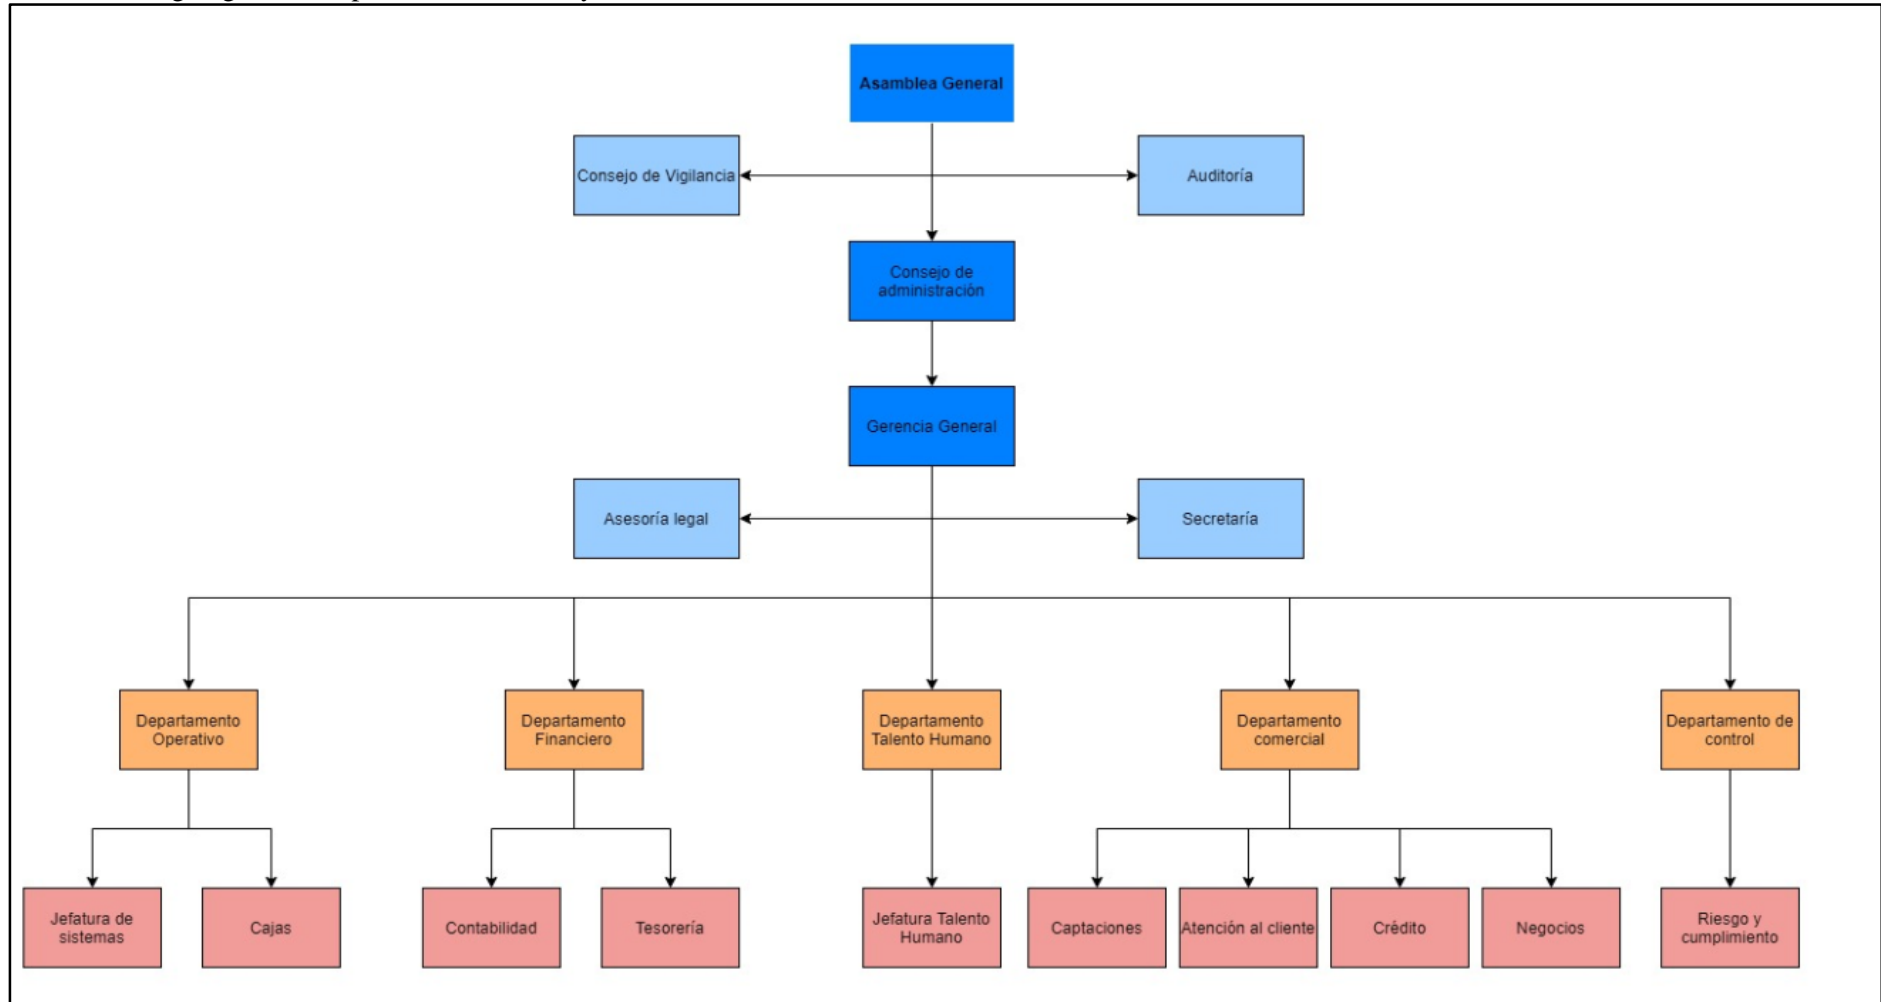 Asamblea General
Consejo de Vigilancia
Auditoría
Consejo de
administración
Gerencia General
Asesoría legal
Secretaría
Departamento
Operativo
Departamento
Financiero
Departamento
Talento Humano
Departamento
comercial
Departamento de
control
Jefatura de
sistemas
Cajas
Contabilidad
Tesorería
Jefatura Talento
Humano
Captaciones
Atención al cliente
Crédito
Negocios
Riesgo y
cumplimiento